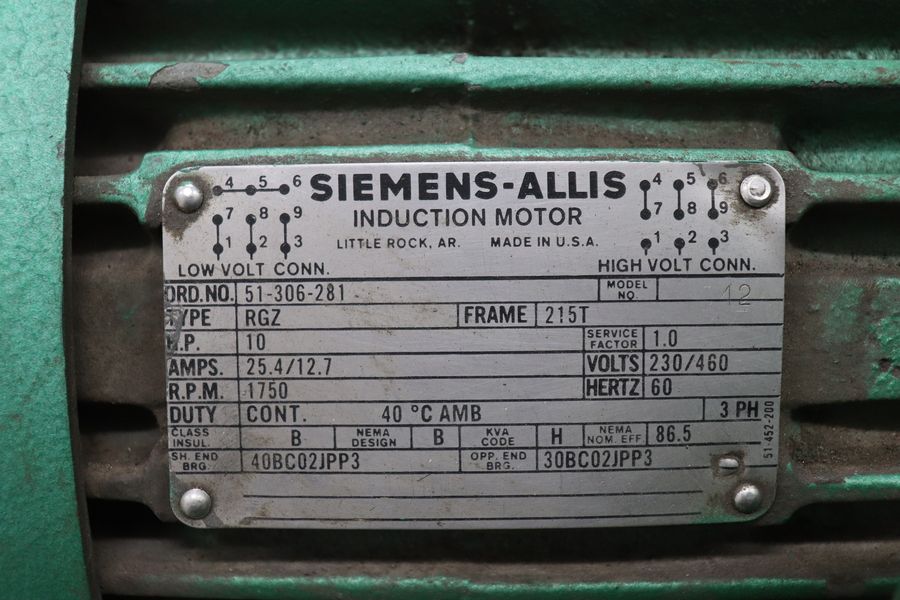 4 5 6 SIEMENS-ALLIS 4 5 6
7 8 9 INDUCTION MOTOR 7 8 9
1 2 3 LITTLE ROCK, AR. MADE IN U.S.A. 1 2 3
LOW VOLT CONN. HIGH VOLT CONN.
ORD.NO. 51-306-281 MODEL NO. 12
TYPE RGZ FRAME 215T
H.P. 10 SERVICE FACTOR 1.0
AMPS. 25.4/12.7 VOLTS 230/460
R.P.M. 1750 HERTZ 60
DUTY CONT. 40 °C AMB 3 PH
CLASS INSUL. B NEMA DESIGN B KVA CODE H NEMA NOM. EFF. 86.5
SH. END BRG. 40BC02JPP3 OPP. END BRG. 30BC02JPP3
51-452-200